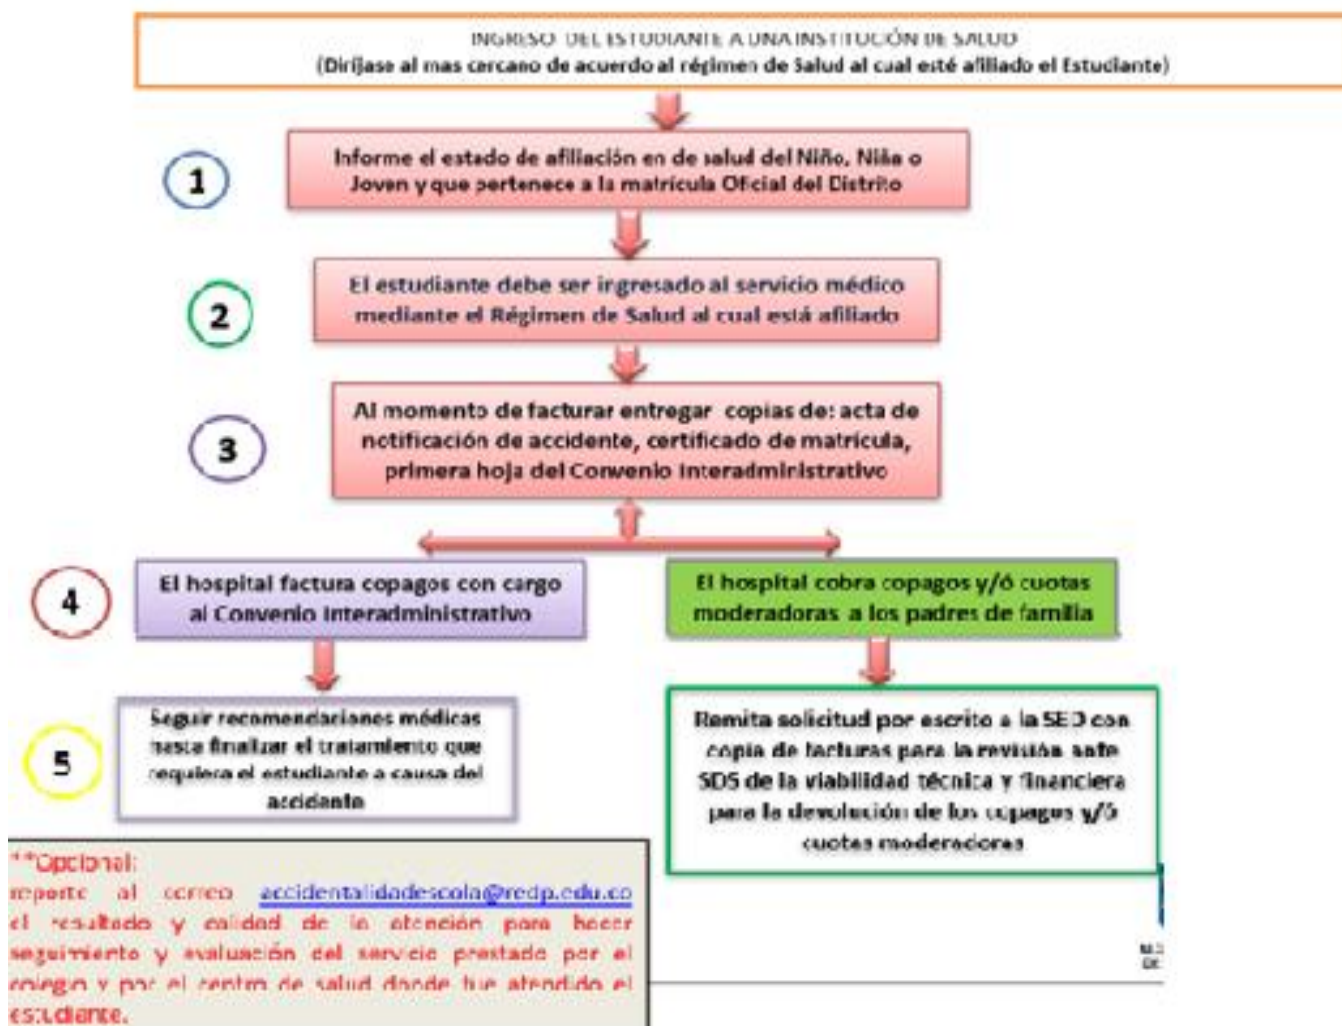 INGRESO DEL ESTUDIANTE A UNA INSTITUCIÓN DE SALUD
(Diríjase al mas cercano de acuerdo al régimen de Salud al cual esté afiliado el Estudiante)
1
Informe el estado de afiliación en de salud del Niño, Niña o
Joven y que pertenece a la matrícula Oficial del Distrito
2
El estudiante debe ser ingresado al servicio médico
mediante el Régimen de Salud al cual está afiliado
3
Al momento de facturar entregar copias de: acta de
notificación de accidente, certificado de matrícula,
primera hoja del Convenio Interadministrativo
4
El hospital factura copagos con cargo
al Convenio Interadministrativo
El hospital cobra copagos y/ó cuotas
moderadoras a los padres de familia
5
Seguir recomendaciones médicas
hasta finalizar el tratamiento que
requiera el estudiante a causa del
accidente
Remita solicitud por escrito a la SED con
copia de facturas para la revisión ante
SDS de la viabilidad técnica y financiera
para la devolución de los copagos y/ó
cuotas moderadoras
**Opcional:
reporte al correo accidentalidadescola@redp.edu.co
el resultado y calidad de la atención para hacer
seguimiento y evaluación del servicio prestado por el
colegio y por el centro de salud donde fue atendido el
estudiante.